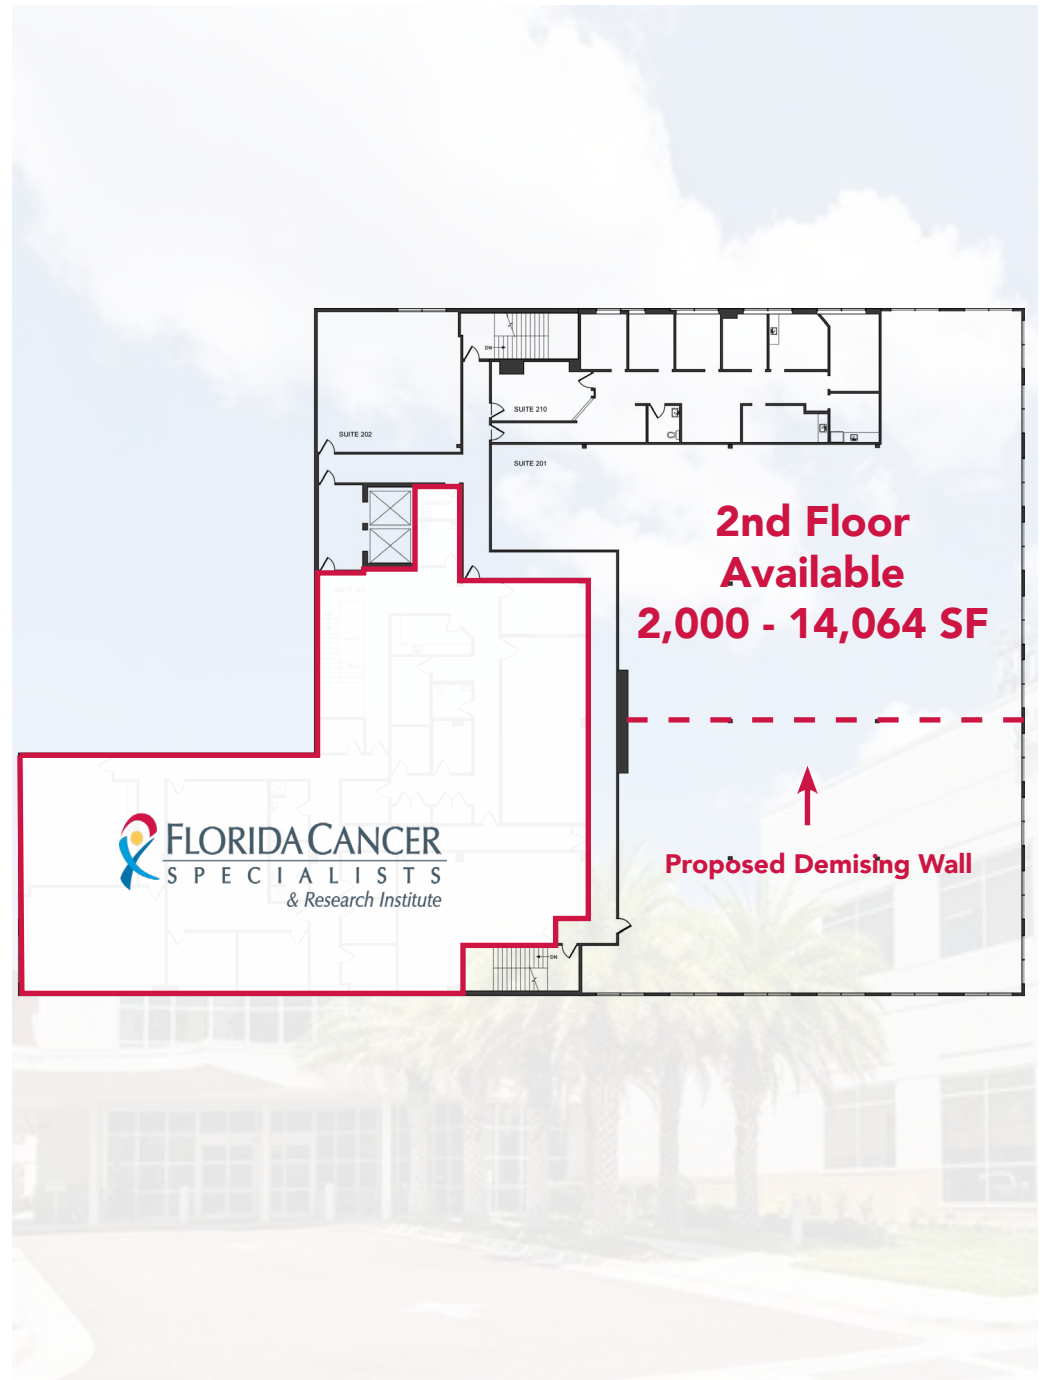 DN
SUITE 210
SUITE 202
SUITE 201
2nd Floor
Available
2,000 - 14,064 SF
Proposed Demising Wall
FLORIDA CANCER
SPECIALISTS
& Research Institute
DN